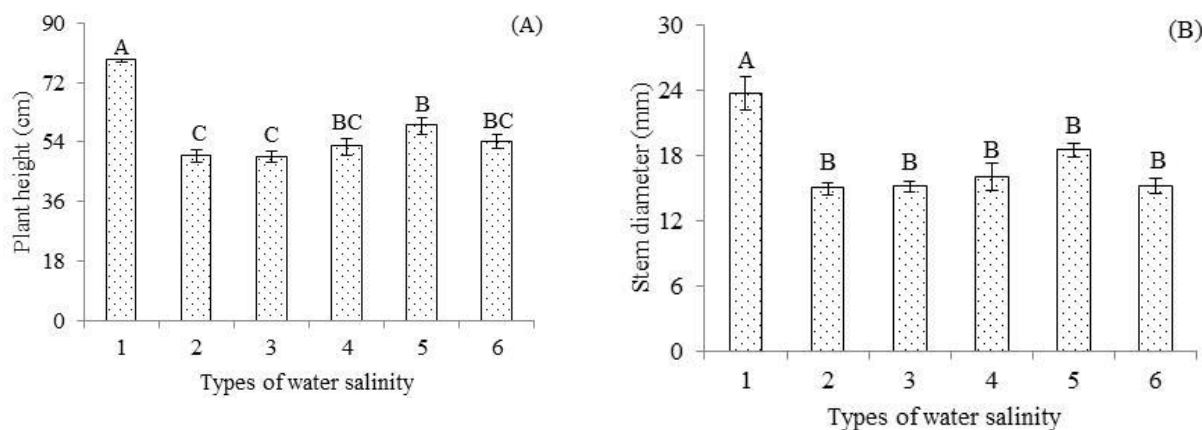 (A)
Plant height (cm)
90
72
54
36
18
0
A
C
C
BC
B
BC
1 2 3 4 5 6
Types of water salinity
(B)
Stem diameter (mm)
30
24
18
12
6
0
A
B
B
B
B
B
1 2 3 4 5 6
Types of water salinity